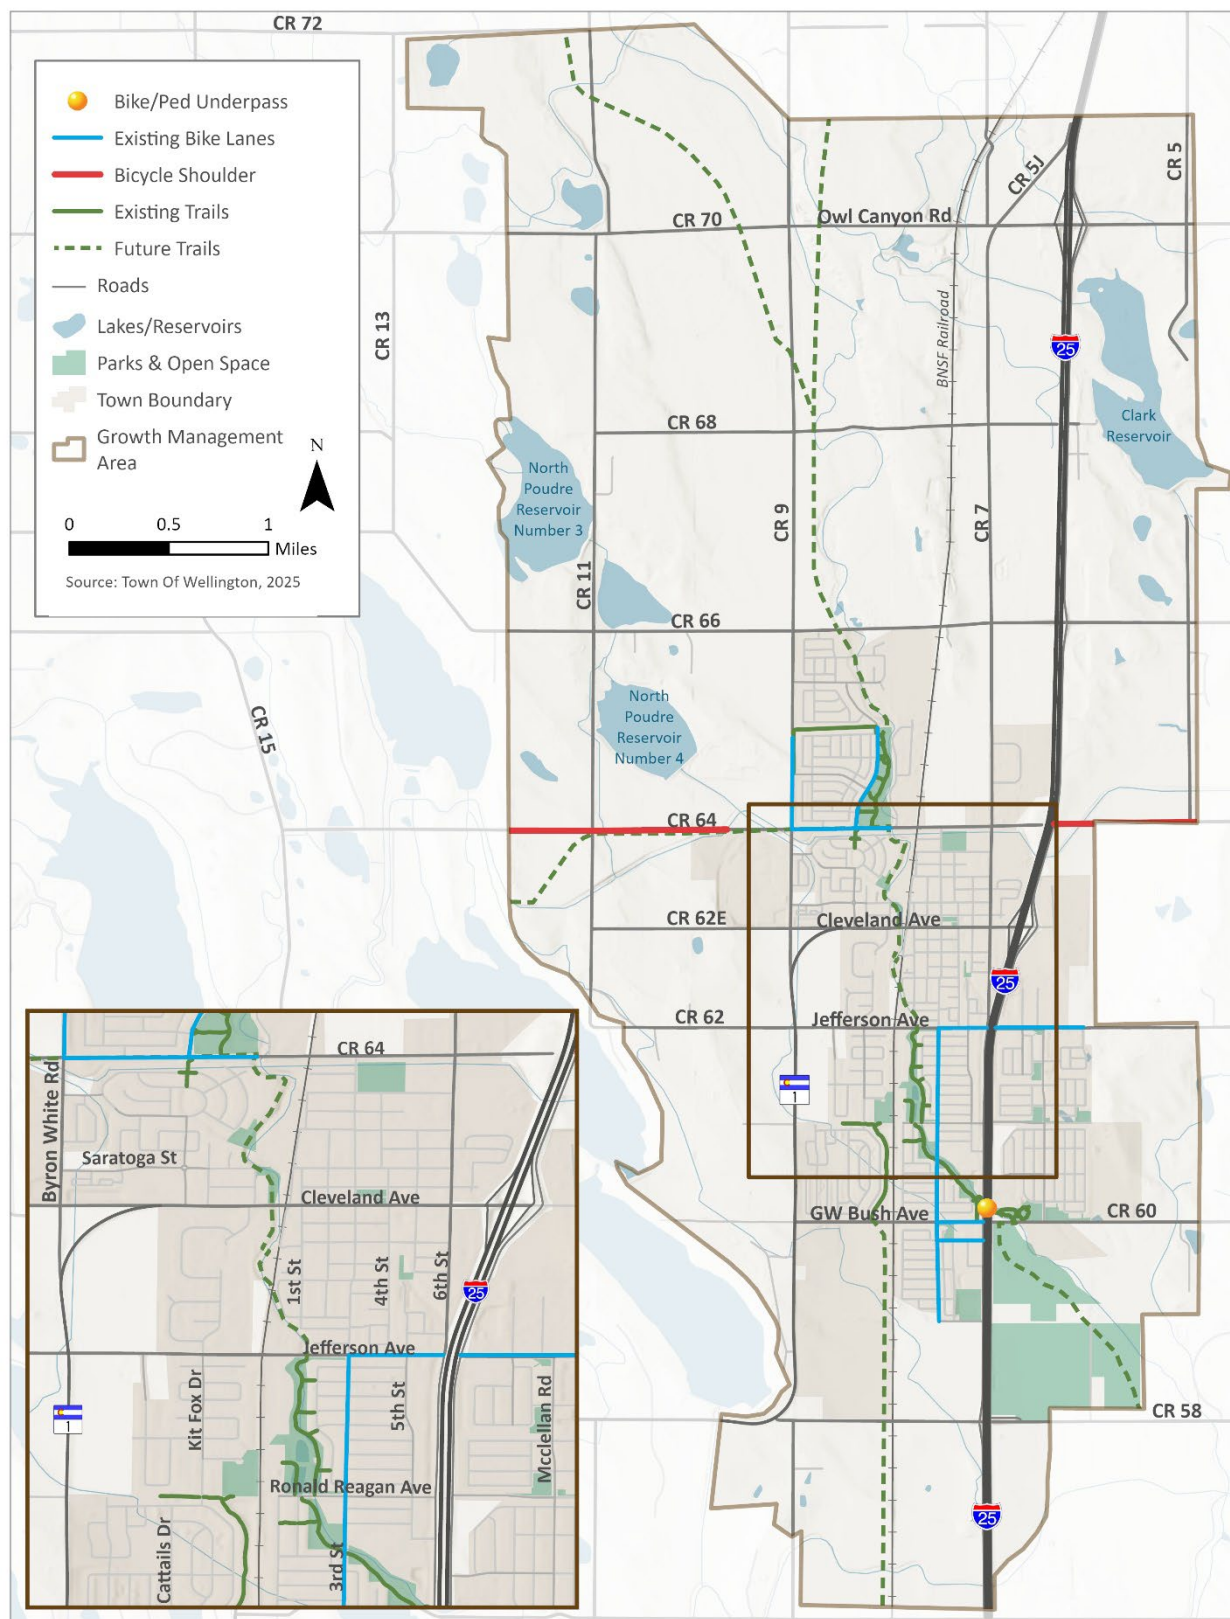 CR 72
Bike/Ped Underpass
Existing Bike Lanes
Bicycle Shoulder
Existing Trails
Future Trails
Roads
Lakes/Reservoirs
Parks & Open Space
Town Boundary
Growth Management
Area
N
0 0.5 1
Miles
Source: Town Of Wellington, 2025
CR 5J
CR 5
CR 70
Owl Canyon Rd
CR 13
BNSF Railroad
25
Clark
Reservoir
CR 68
North
Poudre
Reservoir
Number 3
CR 9
CR 7
CR 11
CR 66
North
Poudre
Reservoir
Number 4
CR 15
CR 64
CR 62E
Cleveland Ave
25
CR 62
Jefferson Ave
1
GW Bush Ave
CR 60
CR 58
25
CR 64
Byron White Rd
Saratoga St
Cleveland Ave
1st St
4th St
6th St
25
Jefferson Ave
1
Kit Fox Dr
5th St
Mcclellan Rd
Ronald Reagan Ave
Cattails Dr
3rd St